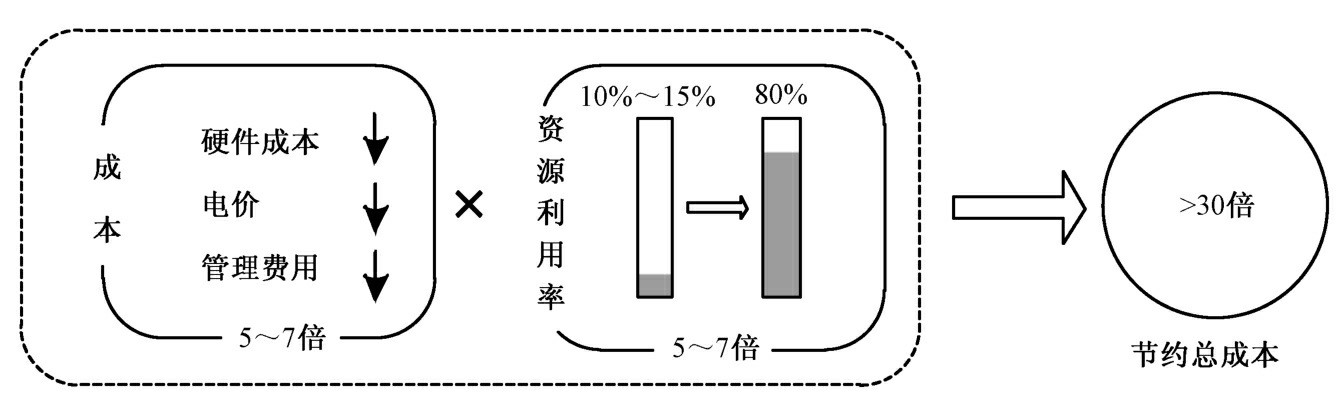 成本
硬件成本
电价
管理费用
5～7倍
×
资源利用率
10%～15%
80%
5～7倍
>30倍
节约总成本